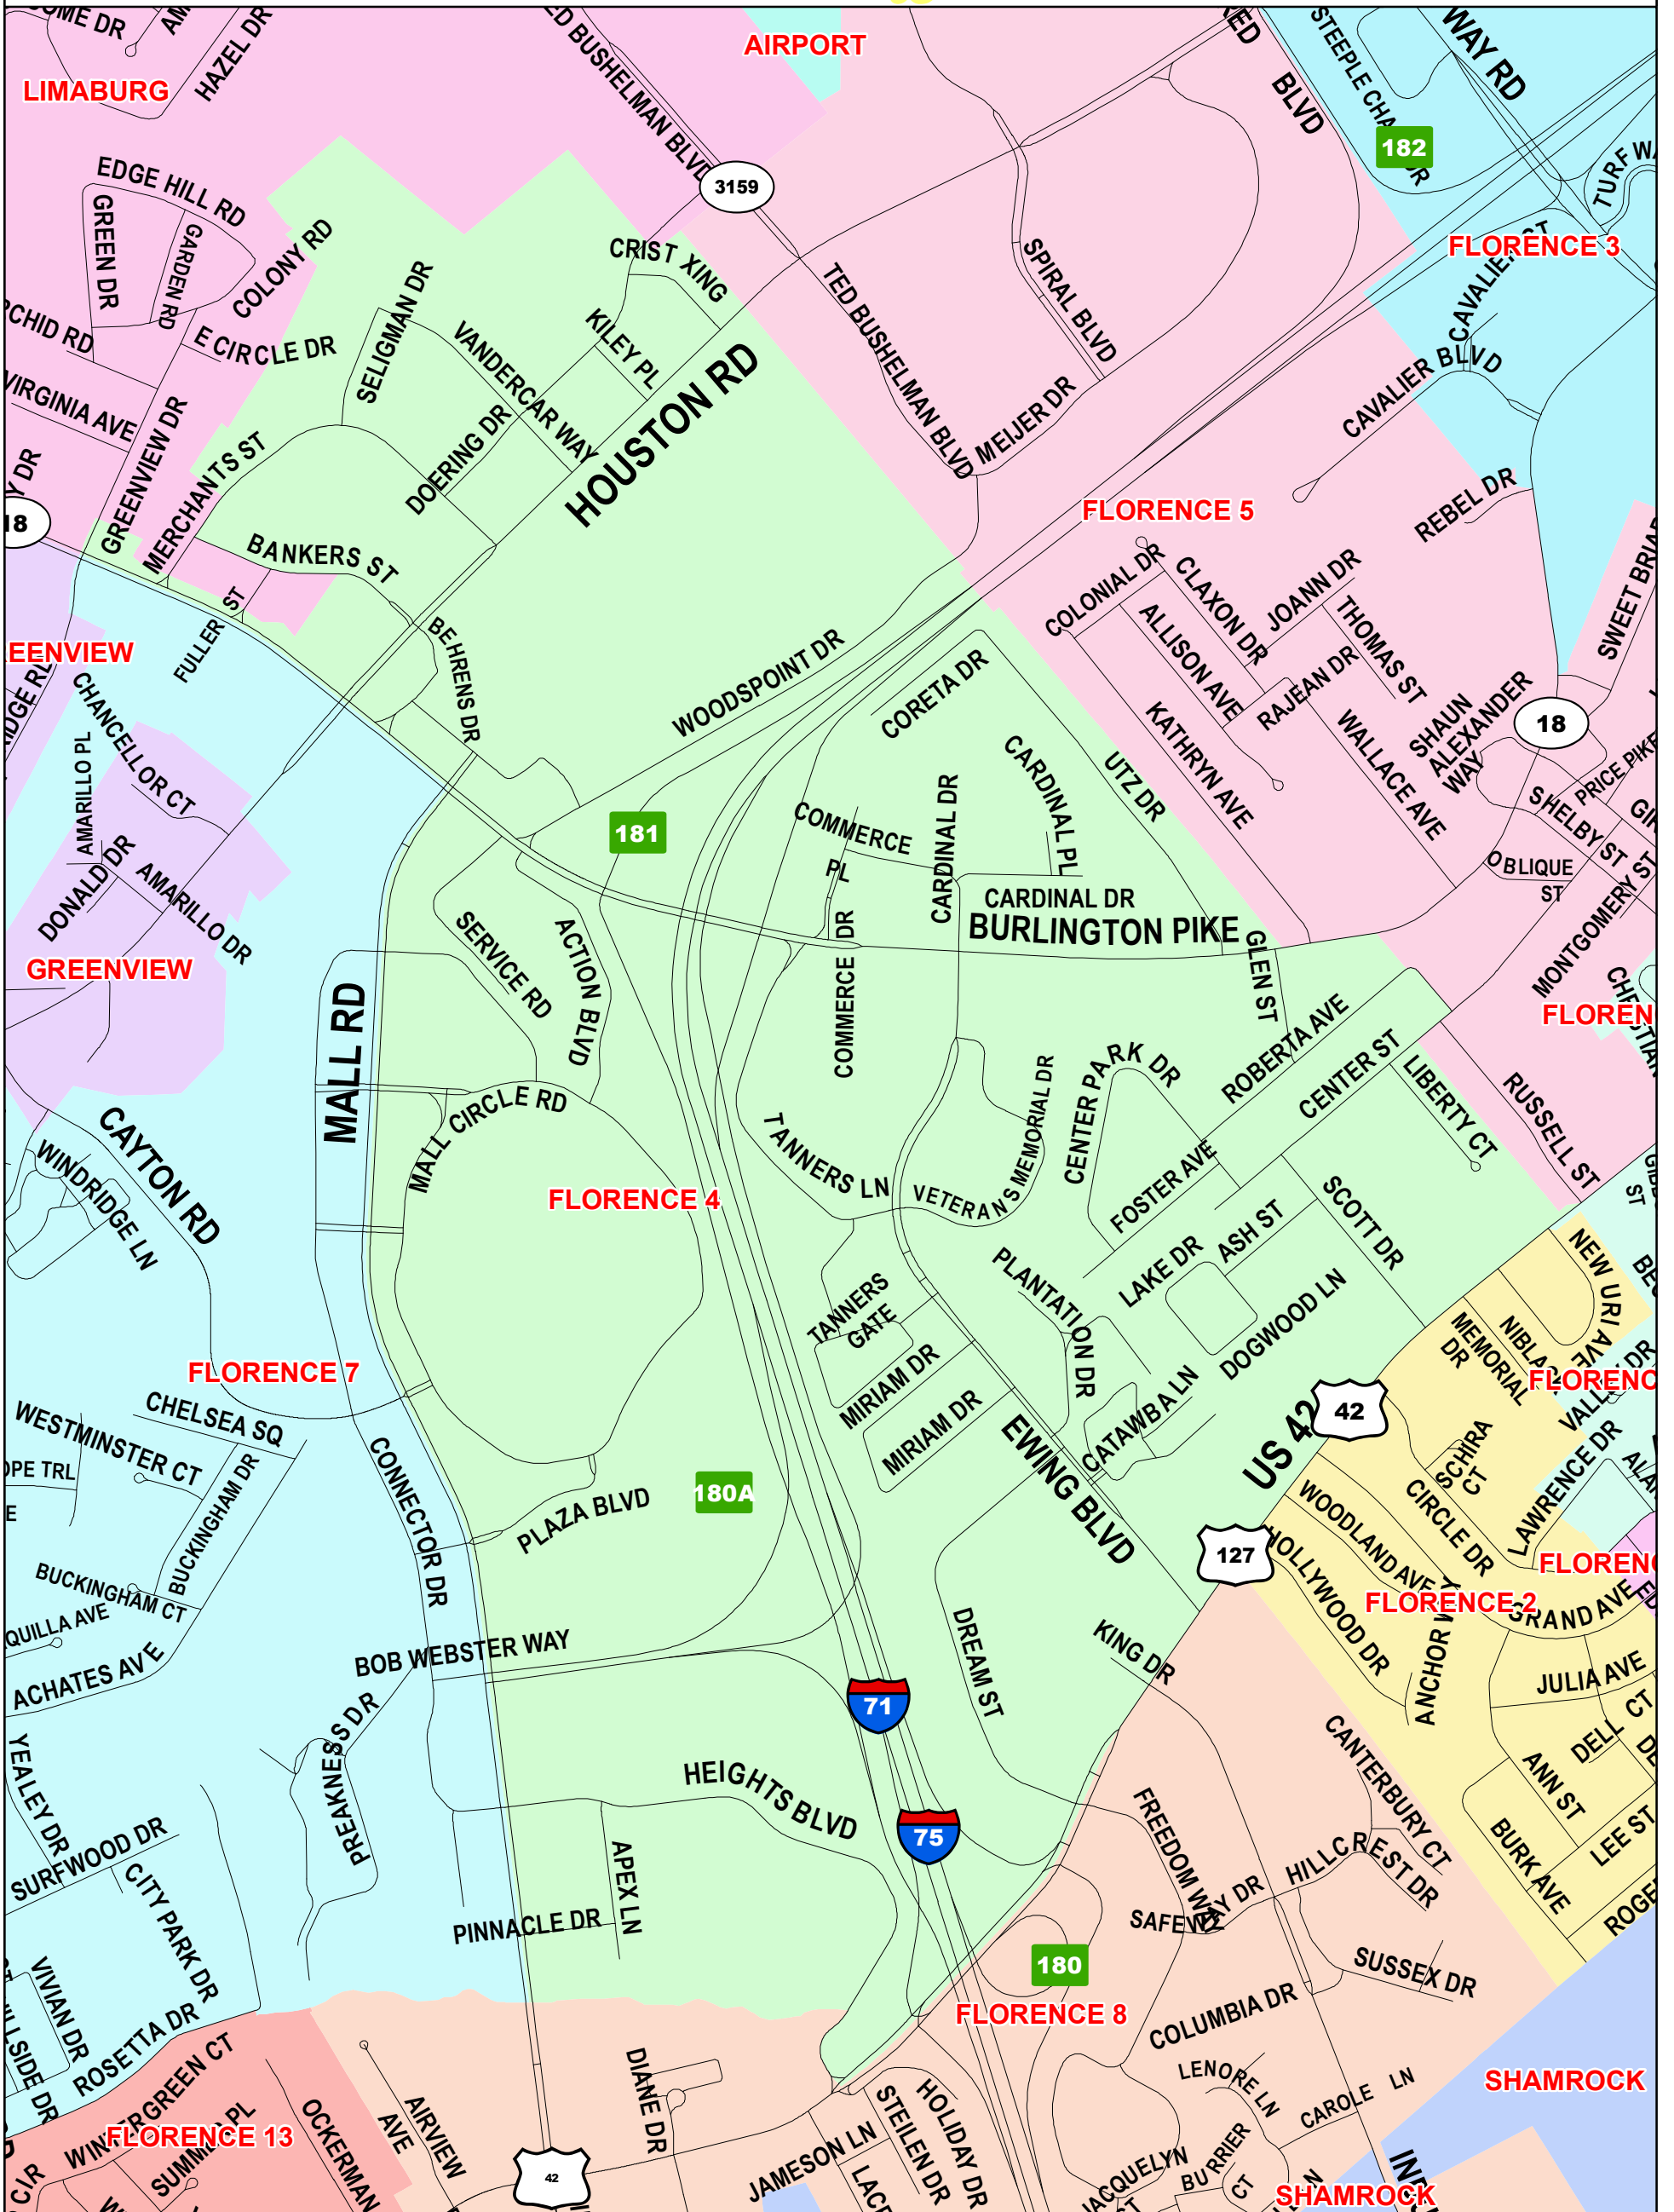 HAZEL DR
LIMABURG
AIRPORT
BLVD
STEEPLE
WAY RD
182
3159
EDGE HILL RD
GREEN DR
GARDEN RD
COLONY RD
E CIRCLE DR
SELIGMAN DR
VANDERCAR WAY
CRIST XING
KILEY PL
DOERING DR
HOUSTON RD
TED BUSHELMAN BLVD
SPIRAL BLVD
MEIJER DR
FLORENCE 3
CAVALIER BLVD
REBEL DR
FLORENCE 5
VIRGINIA AVE
GREENVIEW DR
MERCHANTS ST
BANKERS ST
18
FULLER ST
BEHRENS DR
WOODSPOINT DR
CORETA DR
COLONIAL DR
CLAXON DR
JOANN DR
ALLISON AVE
THOMAS ST
RAJEAN DR
KATHRYN AVE
WALLACE AVE
SHAUN
ALEXANDER
WAY
18
PRICE PIKE
SHELBY ST
OBLIQUE
ST
MONTGOMERY ST
CHANCELLOR CT
AMARILLO PL
DONALD DR
AMARILLO DR
GREENVIEW
181
COMMERCE
PL
CARDINAL DR
CARDINAL PL
UTZ DR
CARDINAL DR
BURLINGTON PIKE
SERVICE RD
ACTION BLVD
COMMERCE DR
GLEN ST
MALL RD
MALL CIRCLE RD
CAYTON RD
WINDRIDGE LN
TANNERS LN
VETERANS MEMORIAL DR
CENTER PARK DR
ROBERTA AVE
CENTER ST
LIBERTY CT
RUSSELL ST
FLORENCE 4
FOSTER AVE
SCOTT DR
LAKE DR
ASH ST
PLANTATION DR
DOGWOOD LN
TANNERS
GATE
MIRIAM DR
MIRIAM DR
CATAWBA LN
EWING BLVD
NEW URI AVE
MEMORIAL
DR
US 42
42
127
FLORENCE 7
CHELSEA SQ
WESTMINSTER CT
BUCKINGHAM DR
BUCKINGHAM CT
ACHATES AVE
CONNECTOR DR
PLAZA BLVD
180A
BOB WEBSTER WAY
DREAM ST
KING DR
71
75
SCHIRA
CT
CIRCLE DR
LAWRENCE DR
WOODLAND AVE
HOLLYWOOD DR
FLORENCE 2
GRAND AVE
JULIA AVE
DELL CT
ANN ST
LEE ST
BURK AVE
YEALEY DR
SURFWOOD DR
PREAKNESS DR
CITY PARK DR
HEIGHTS BLVD
APEX LN
PINNACLE DR
CANTERBURY CT
HILLCREST DR
SUSSEX DR
180
FLORENCE 8
COLUMBIA DR
LENORE LN
CAROLE LN
SHAMROCK
VIVIAN DR
ROSETTA DR
WINTERGREEN CT
FLORENCE 13
OCKERMAN
AIRVIEW
AVE
DIANE DR
42
JAMESON LN
STEILEN DR
HOLIDAY DR
BURRIER
CT
SHAMROCK